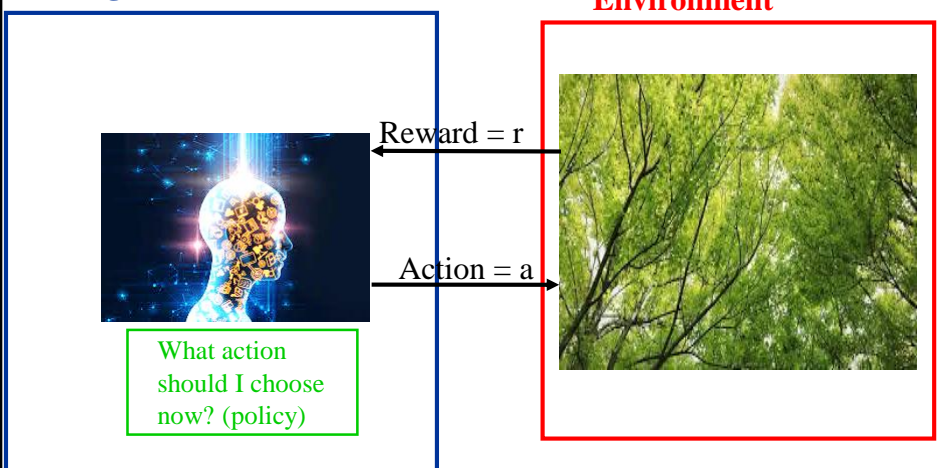 Environment
Reward = r
Action = a
What action
should I choose
now? (policy)